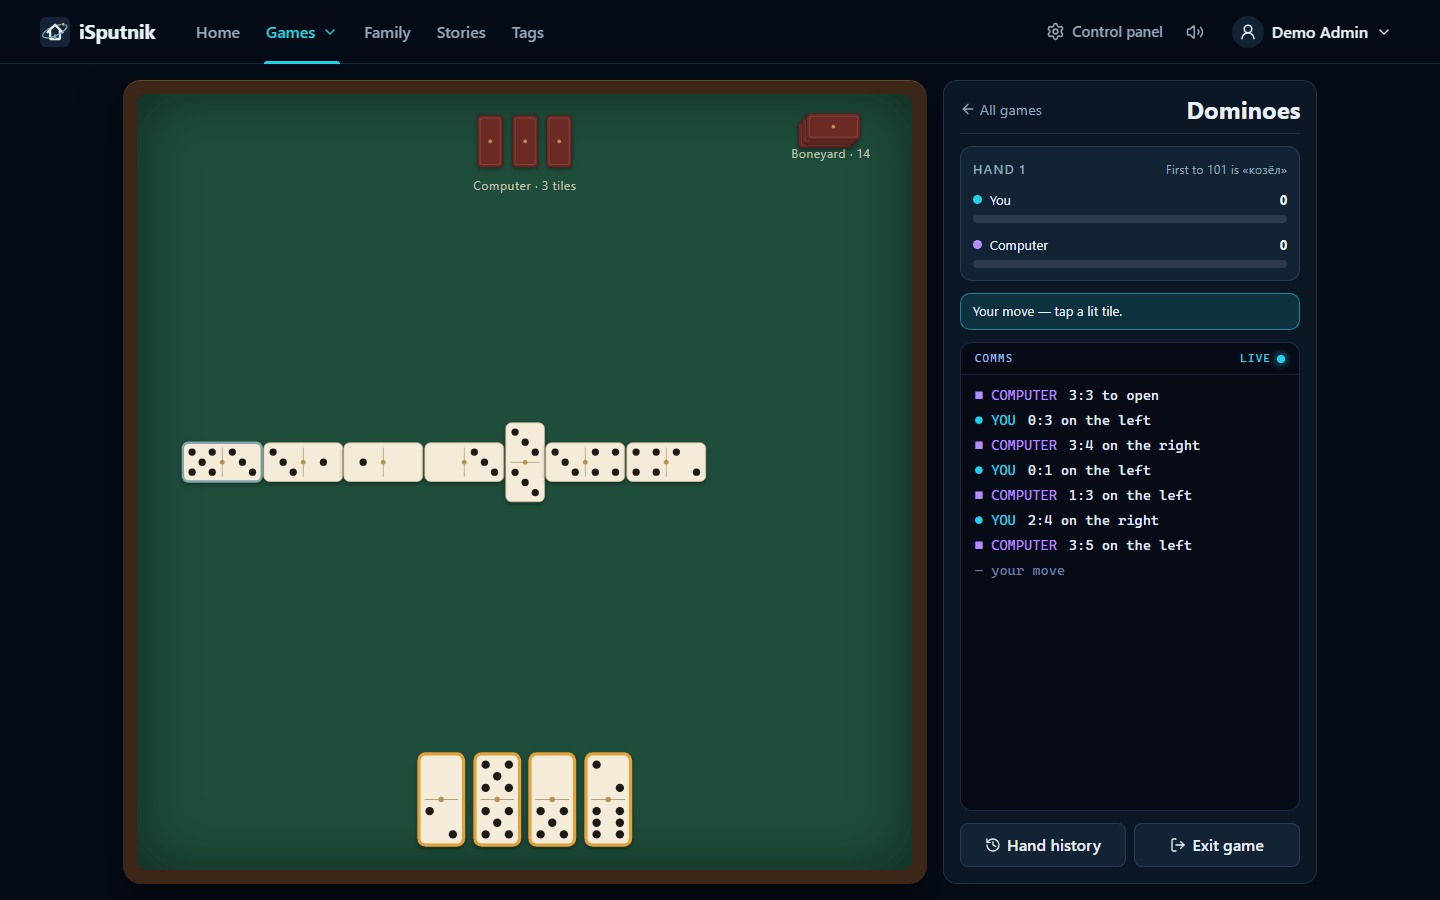 iSputnik
Home
Games
Family
Stories
Tags
Control panel
Demo Admin
Computer · 3 tiles
Boneyard · 14
All games
Dominoes
HAND 1
First to 101 is «козёл»
You
0
Computer
0
Your move — tap a lit tile.
COMMS
LIVE
COMPUTER 3:3 to open
YOU 0:3 on the left
COMPUTER 3:4 on the right
YOU 0:1 on the left
COMPUTER 1:3 on the left
YOU 2:4 on the right
COMPUTER 3:5 on the left
— your move
Hand history
Exit game